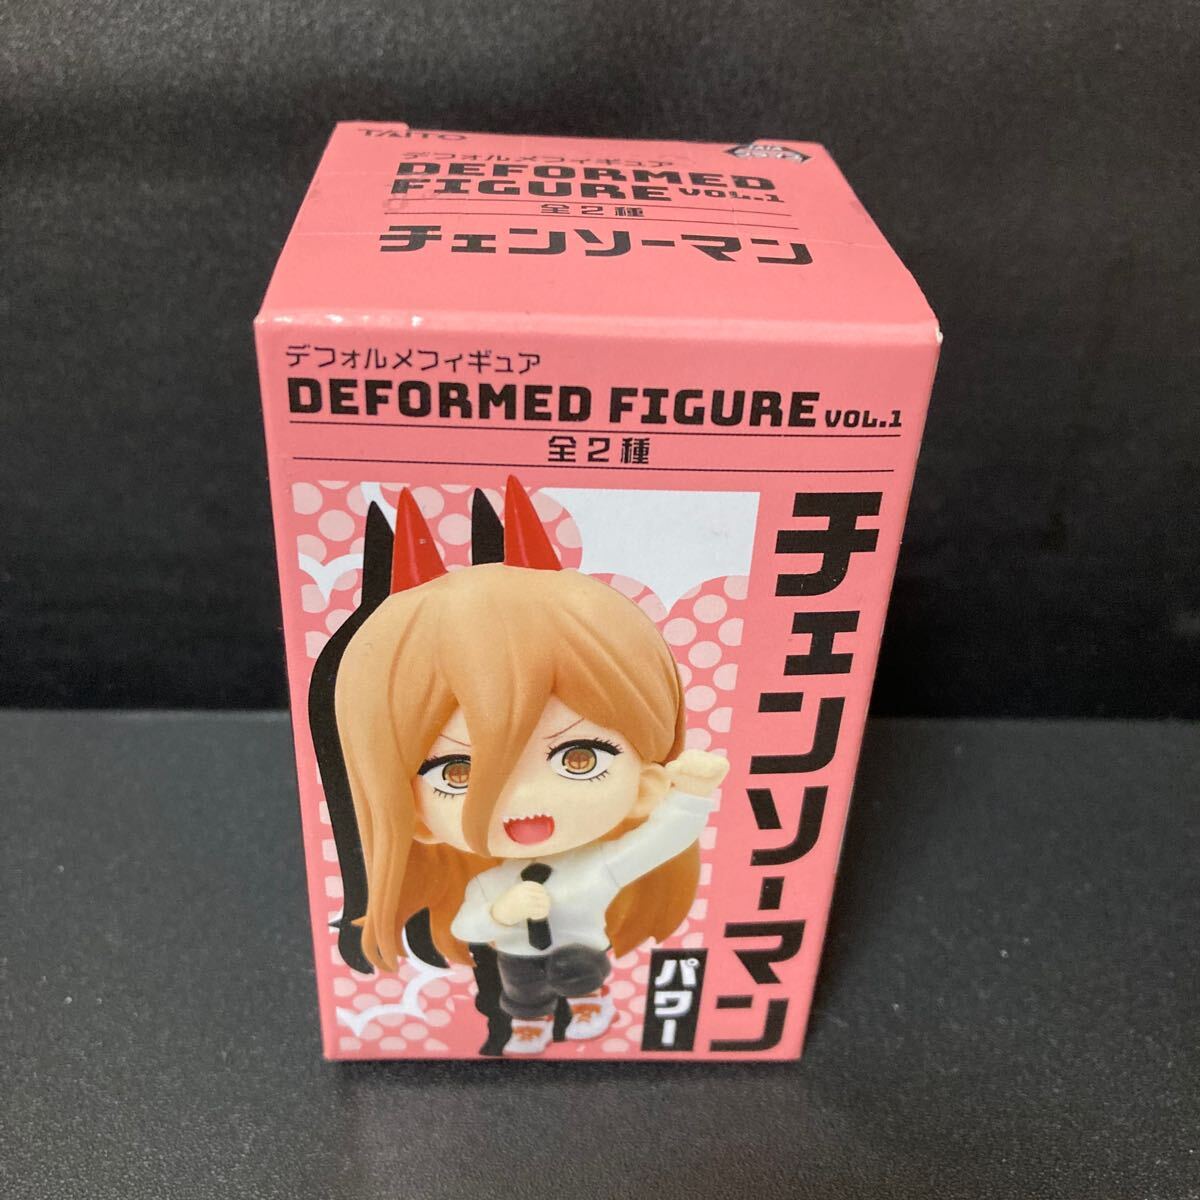 TAITO
デフォルメフィギュア
DEFORMED
FIGURE VOL.1
全2種
チェンソーマン
デフォルメフィギュア
DEFORMED FIGURE VOL.1
全2種
チェンソーマン
パワー